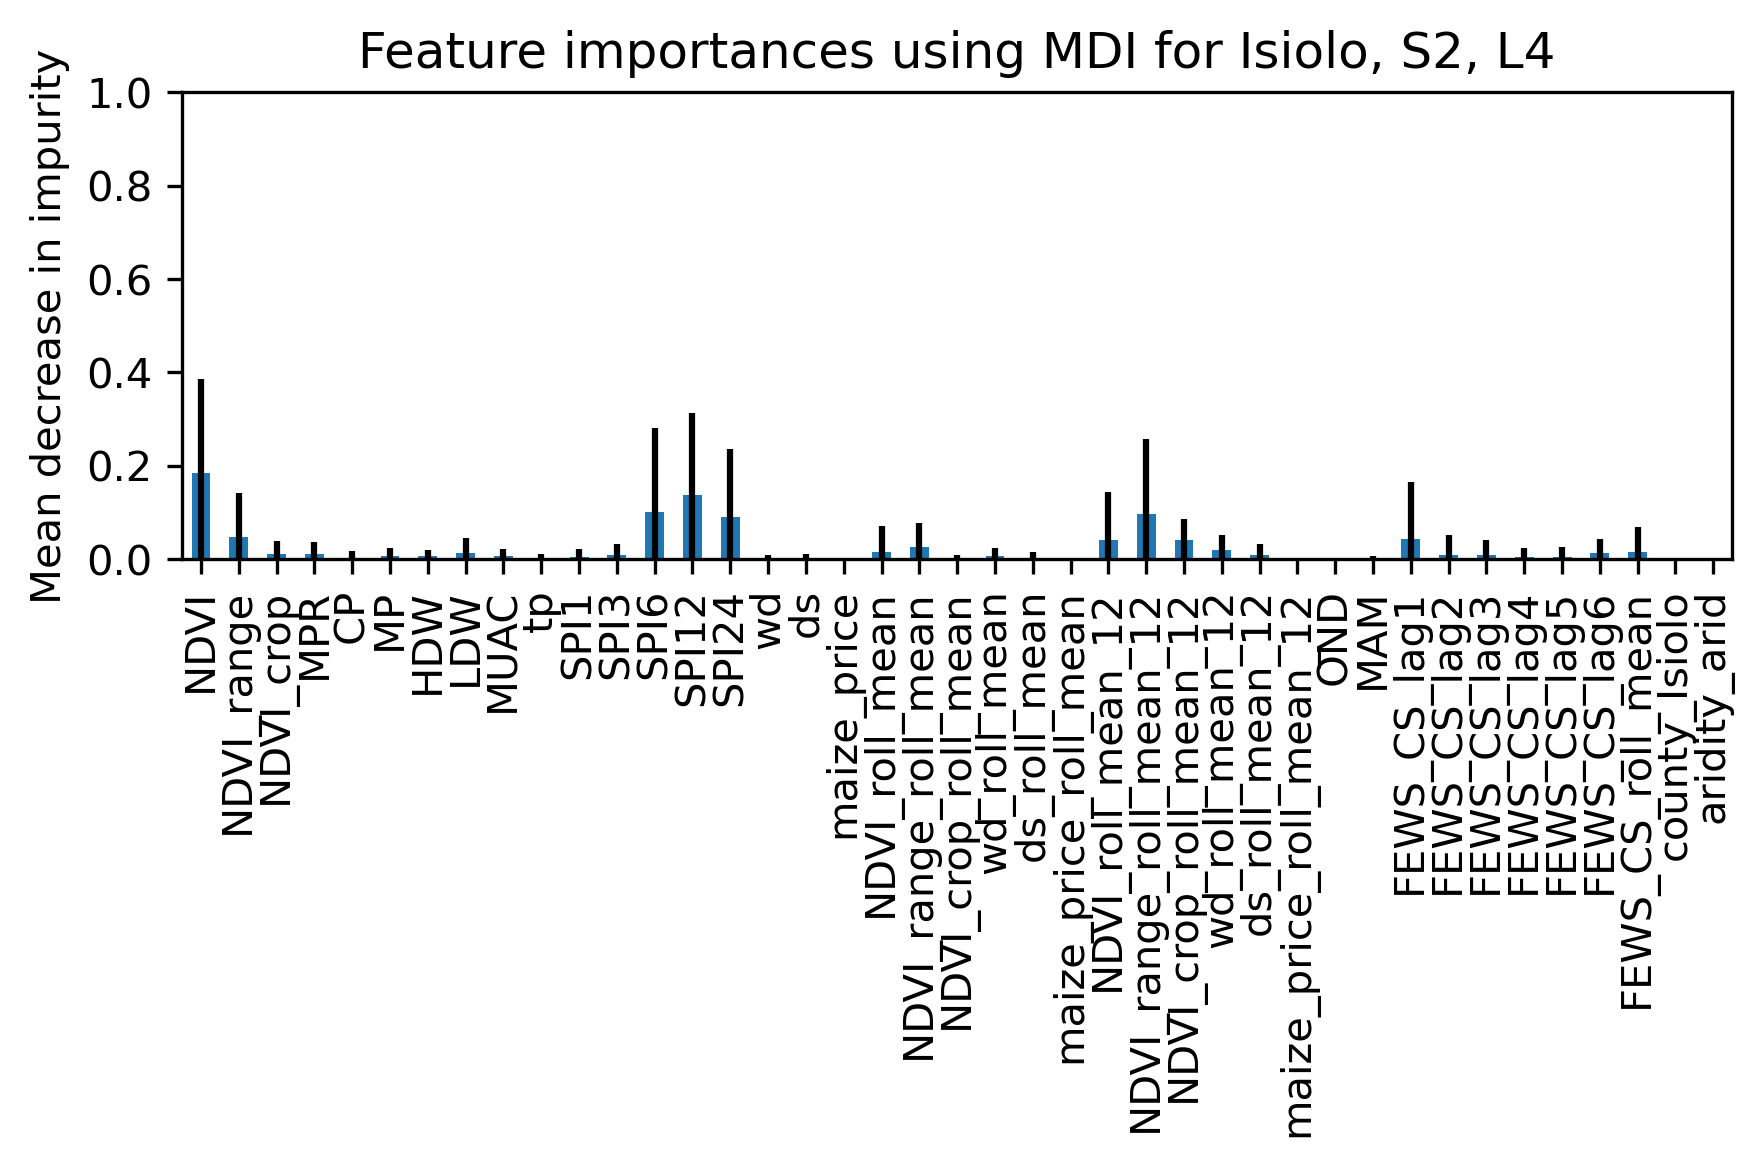 Feature importances using MDI for Isiolo, S2, L4
Mean decrease in impurity
1.0
0.8
0.6
0.4
0.2
0.0
NDVI
NDVI_range
NDVI_crop
MPR
CP
MP
HDW
LDW
MUAC
tp
SPI1
SPI3
SPI6
SPI12
SPI24
wd
ds
maize_price
NDVI_roll_mean
NDVI_range_roll_mean
NDVI_crop_roll_mean
wd_roll_mean
ds_roll_mean
maize_price_roll_mean
NDVI_roll_mean_12
NDVI_range_roll_mean_12
NDVI_crop_roll_mean_12
wd_roll_mean_12
ds_roll_mean_12
maize_price_roll_mean_12
OND
MAM
FEWS_CS_lag1
FEWS_CS_lag2
FEWS_CS_lag3
FEWS_CS_lag4
FEWS_CS_lag5
FEWS_CS_lag6
FEWS_CS_roll_mean
county_Isiolo
aridity_arid